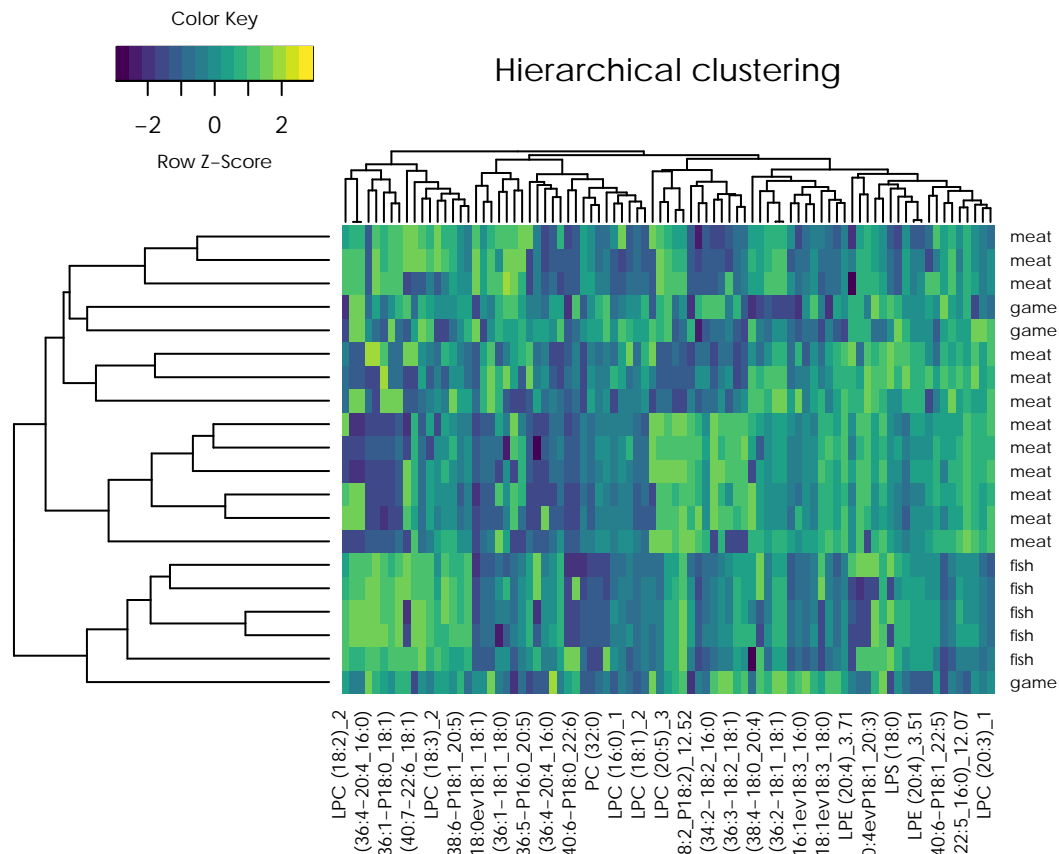 Color Key
−2 0 2
Row Z−Score
Hierarchical clustering
meat
meat
meat
game
game
meat
meat
meat
meat
meat
meat
meat
meat
meat
fish
fish
fish
fish
fish
game
LPC (18:2)_2
(36:4−20:4_16:0)
36:1−P18:0_18:1)
(40:7−22:6_18:1)
LPC (18:3)_2
38:6−P18:1_20:5)
18:0ev18:1_18:1)
(36:1−18:1_18:0)
36:5−P16:0_20:5)
(36:4−20:4_16:0)
40:6−P18:0_22:6)
PC (32:0)
LPC (16:0)_1
LPC (18:1)_2
LPC (20:5)_3
8:2_P18:2)_12.52
(34:2−18:2_16:0)
(36:3−18:2_18:1)
(38:4−18:0_20:4)
(36:2−18:1_18:1)
16:1ev18:3_16:0)
18:1ev18:3_18:0)
LPE (20:4)_3.71
0:4evP18:1_20:3)
LPS (18:0)
LPE (20:4)_3.51
40:6−P18:1_22:5)
22:5_16:0)_12.07
LPC (20:3)_1